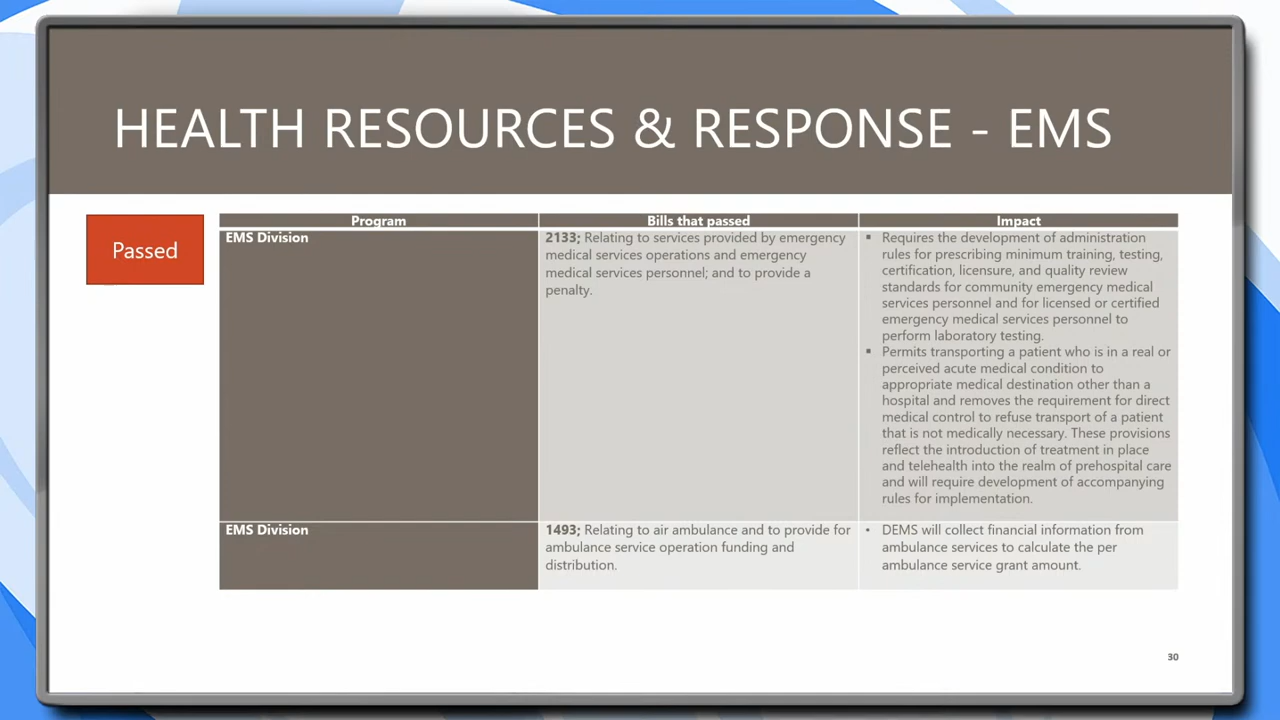 HEALTH RESOURCES & RESPONSE - EMS
Passed
Program
Bills that passed
Impact
EMS Division
2133; Relating to services provided by emergency
medical services operations and emergency
medical services personnel; and to provide a
penalty.
▪ Requires the development of administration
rules for prescribing minimum training, testing,
certification, licensure, and quality review
standards for community emergency medical
services personnel and for licensed or certified
emergency medical services personnel to
perform laboratory testing.
▪ Permits transporting a patient who is in a real or
perceived acute medical condition to
appropriate medical destination other than a
hospital and removes the requirement for direct
medical control to refuse transport of a patient
that is not medically necessary. These provisions
reflect the introduction of treatment in place
and telehealth into the realm of prehospital care
and will require development of accompanying
rules for implementation.
EMS Division
1493; Relating to air ambulance and to provide for
ambulance service operation funding and
distribution.
• DEMS will collect financial information from
ambulance services to calculate the per
ambulance service grant amount.
30